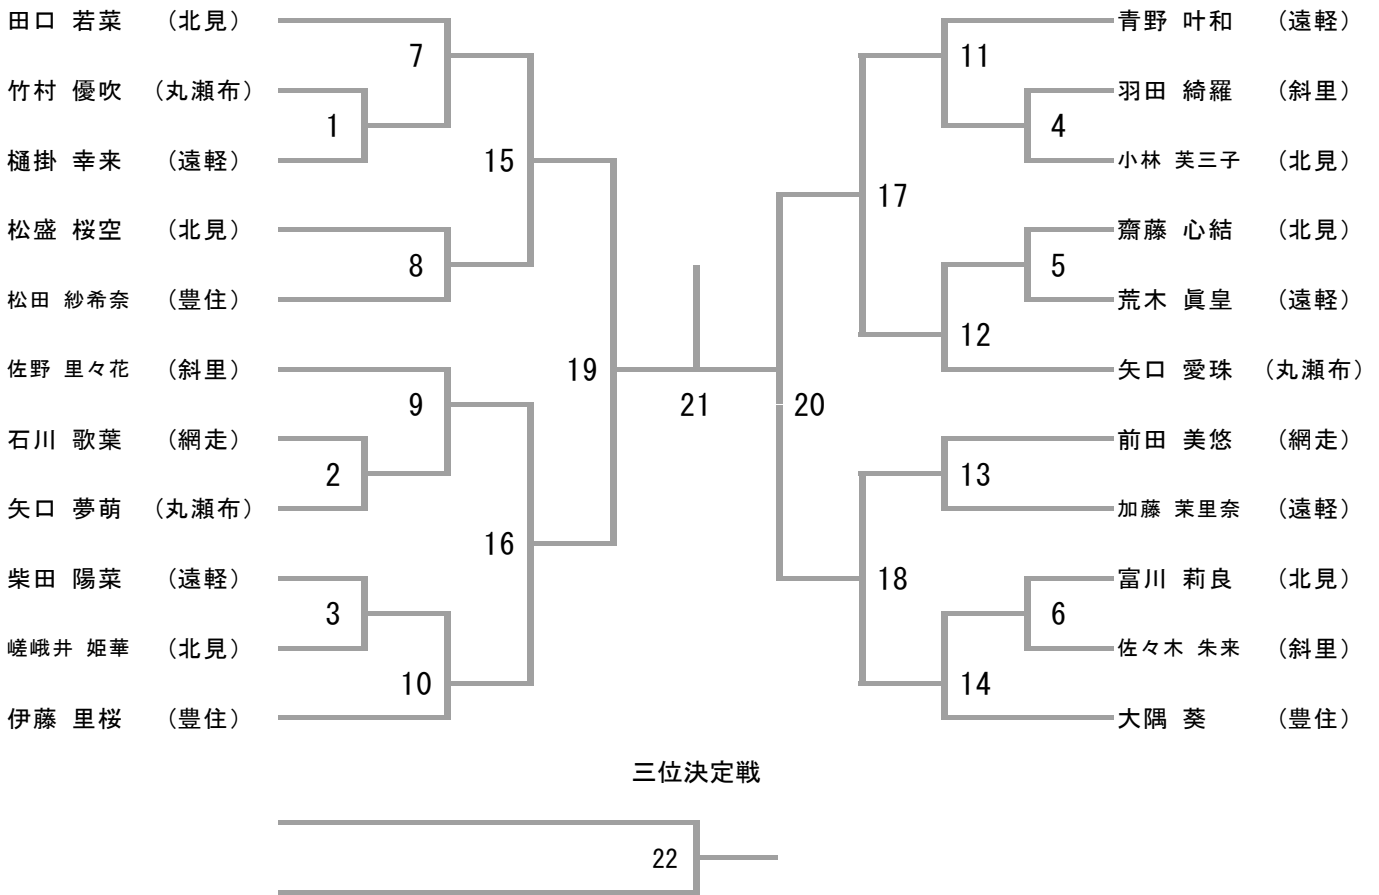 田口 若菜 （北見）
竹村 優吹 （丸瀬布）
樋掛 幸来 （遠軽）
松盛 桜空 （北見）
松田 紗希奈 （豊住）
佐野 里々花 （斜里）
石川 歌葉 （網走）
矢口 夢萌 （丸瀬布）
柴田 陽菜 （遠軽）
嵯峨井 姫華 （北見）
伊藤 里桜 （豊住）
1
2
3
7
8
9
10
15
16
19
21
20
17
18
11
12
13
14
4
5
6
青野 叶和 （遠軽）
羽田 綺羅 （斜里）
小林 芙三子 （北見）
齋藤 心結 （北見）
荒木 眞皇 （遠軽）
矢口 愛珠 （丸瀬布）
前田 美悠 （網走）
加藤 茉里奈 （遠軽）
富川 莉良 （北見）
佐々木 朱来 （斜里）
大隅 葵 （豊住）
三位決定戦
22